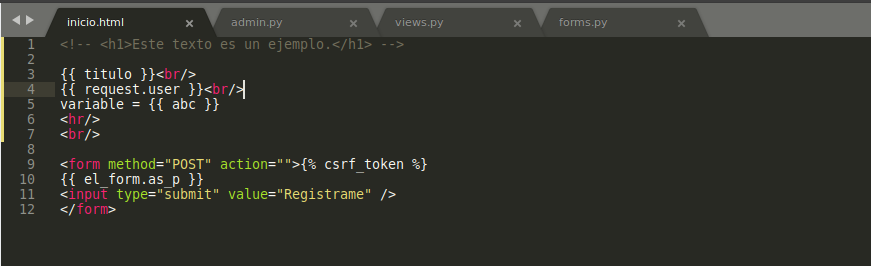 inicio.html × admin.py × views.py × forms.py ×
1 <!-- <h1>Este texto es un ejemplo.</h1> -->
2
3 {{ titulo }}<br/>
4 {{ request.user }}<br/>
5 variable = {{ abc }}
6 <hr/>
7 <br/>
8
9 <form method="POST" action="">{% csrf_token %}
10 {{ el_form.as_p }}
11 <input type="submit" value="Registrame" />
12 </form>